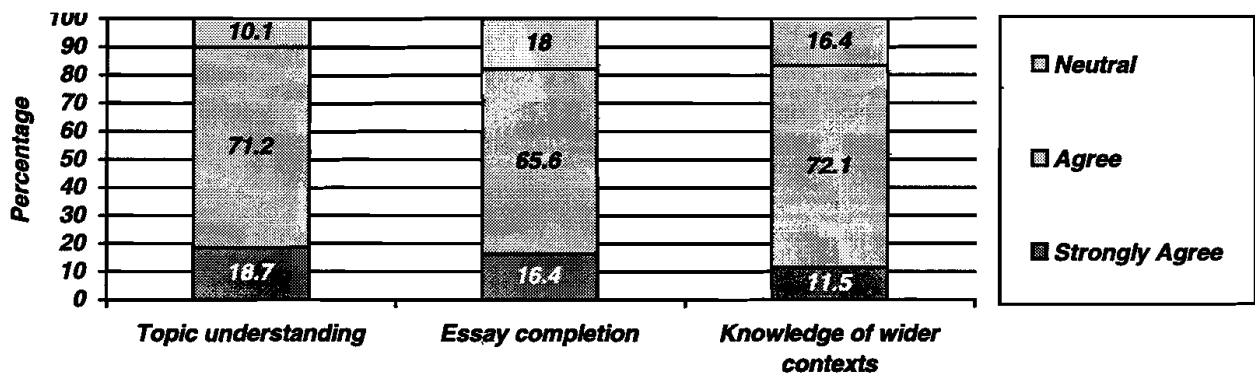 100
90
80
70
60
50
40
30
20
10
0
Percentage
10.1
71.2
18.7
18
65.6
16.4
16.4
72.1
11.5
Topic understanding
Essay completion
Knowledge of wider
contexts
Neutral
Agree
Strongly Agree